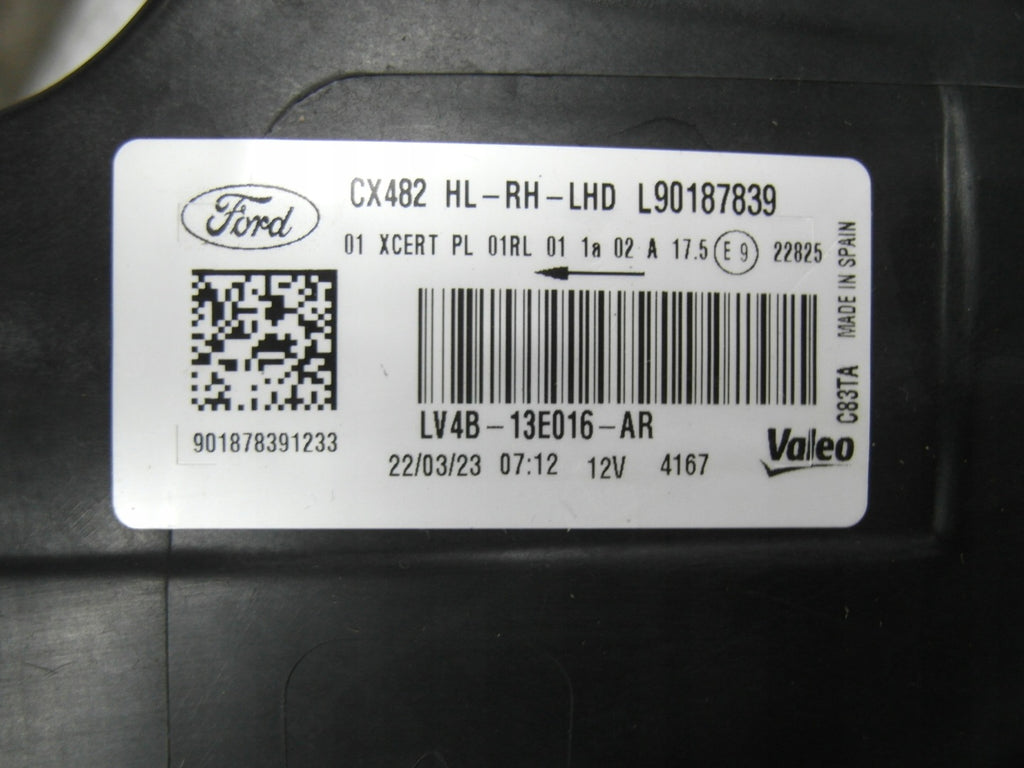 Ford
CX482 HL-RH-LHD L90187839
01 XCERT PL 01RL 01 1a 02 A 17.5 E 9 22825
MADE IN SPAIN
C83TA
LV4B-13E016-AR
901878391233
22/03/23 07:12 12V 4167
Valeo